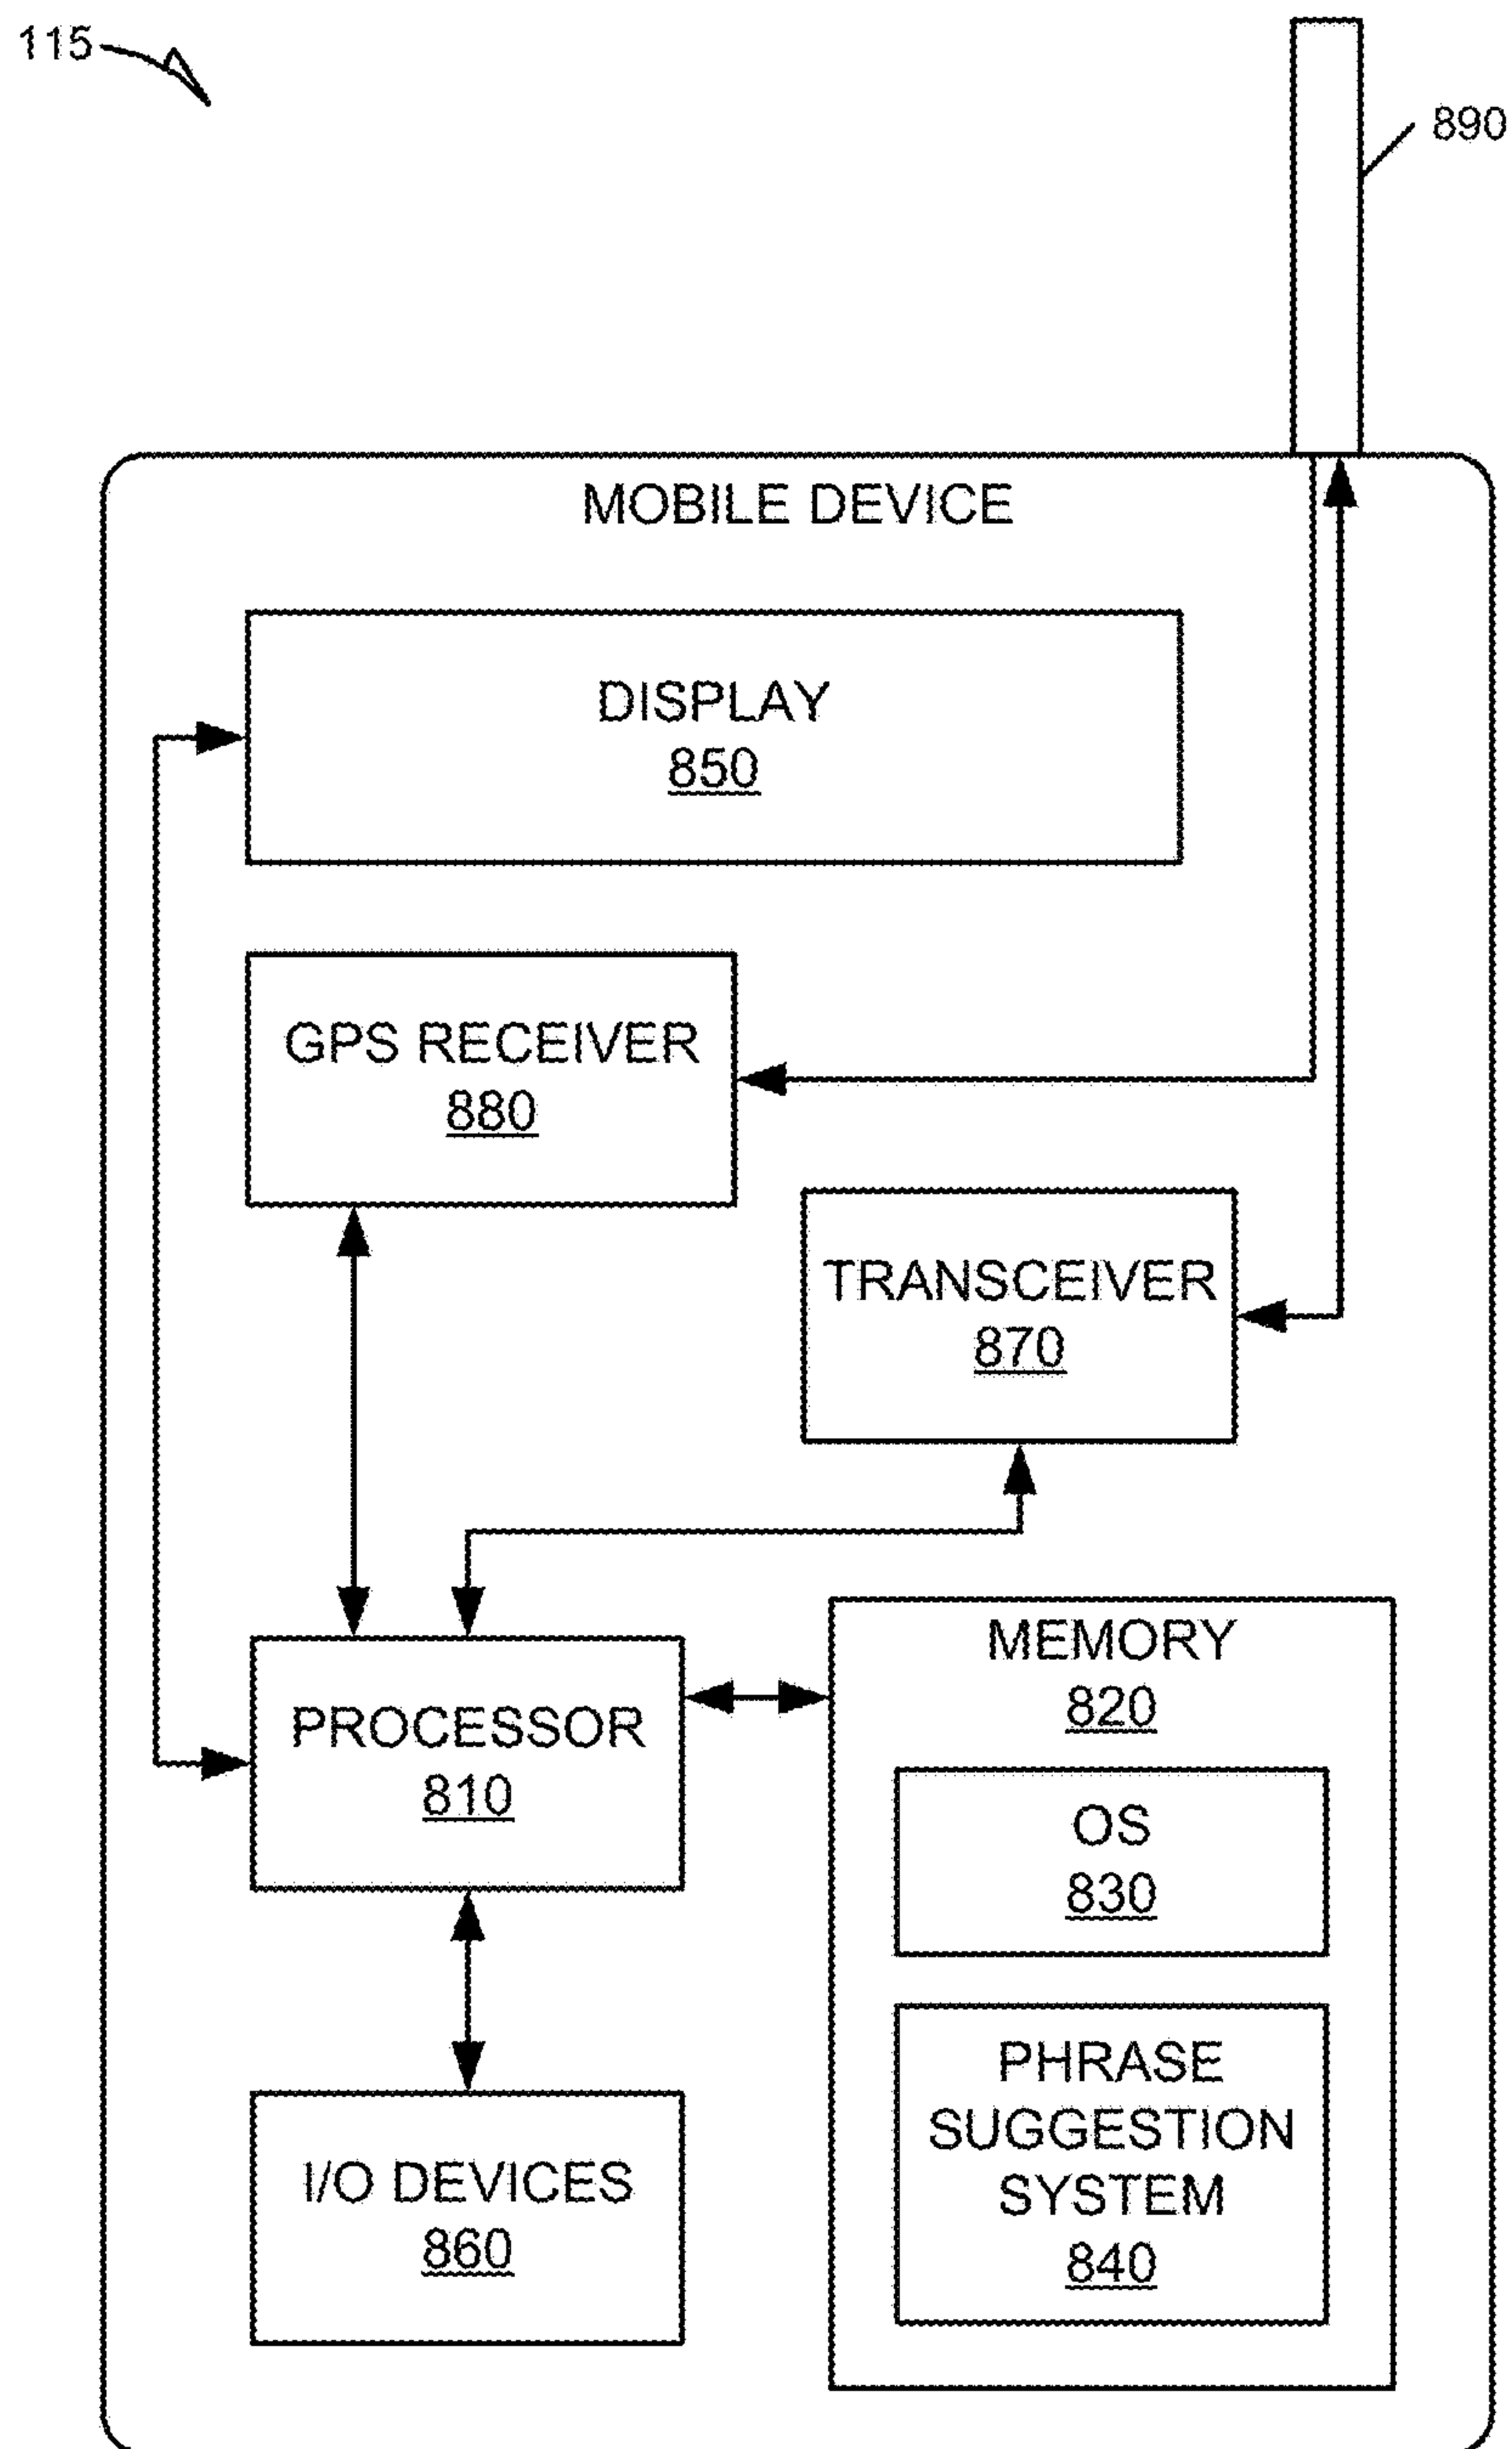 115
890
MOBILE DEVICE
DISPLAY
850
GPS RECEIVER
880
TRANSCEIVER
870
MEMORY
820
PROCESSOR
810
OS
830
PHRASE
SUGGESTION
SYSTEM
840
I/O DEVICES
860